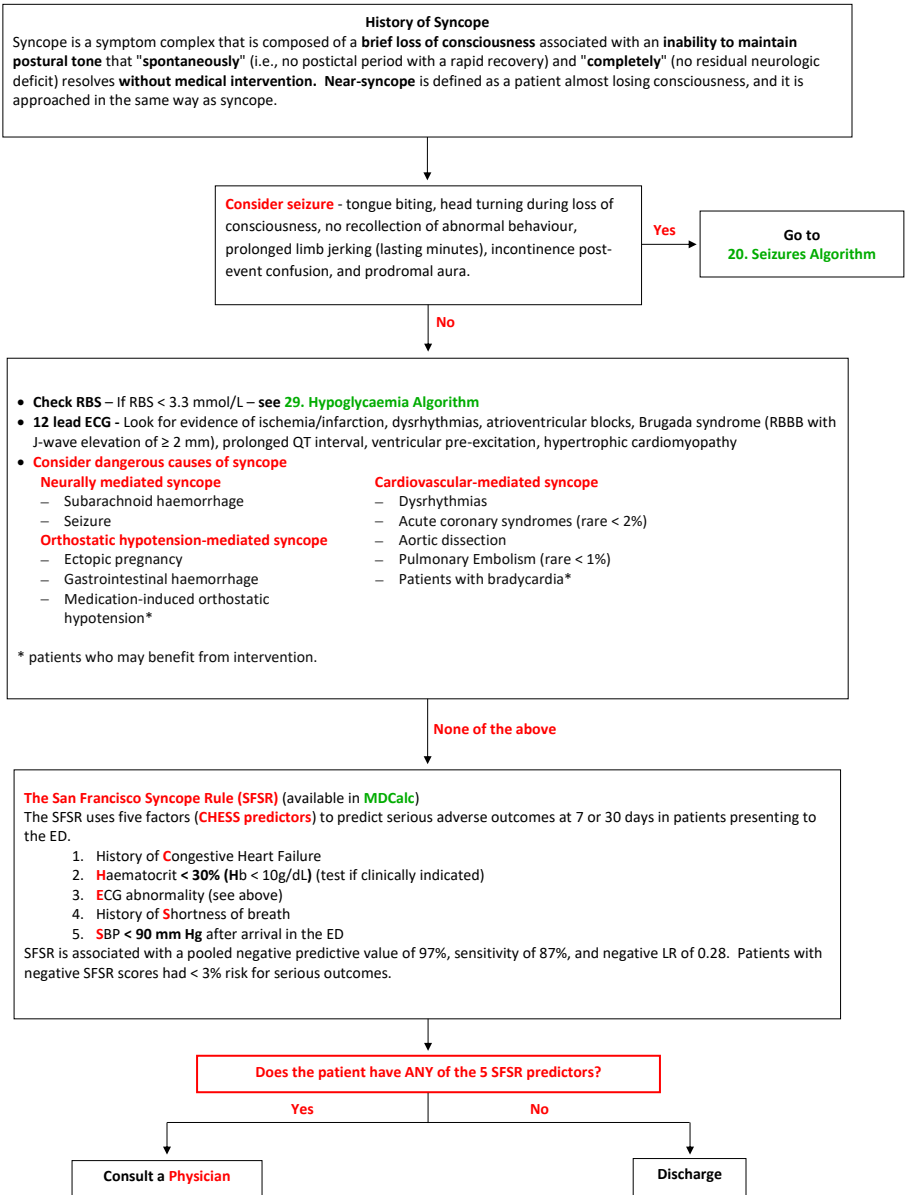 History of Syncope
Syncope is a symptom complex that is composed of a brief loss of consciousness associated with an inability to maintain
postural tone that "spontaneously" (i.e., no postictal period with a rapid recovery) and "completely" (no residual neurologic
deficit) resolves without medical intervention. Near-syncope is defined as a patient almost losing consciousness, and it is
approached in the same way as syncope.
Consider seizure - tongue biting, head turning during loss of
consciousness, no recollection of abnormal behaviour,
prolonged limb jerking (lasting minutes), incontinence post-
event confusion, and prodromal aura.
Yes
Go to
20. Seizures Algorithm
No
• Check RBS – If RBS < 3.3 mmol/L – see 29. Hypoglycaemia Algorithm
• 12 lead ECG - Look for evidence of ischemia/infarction, dysrhythmias, atrioventricular blocks, Brugada syndrome (RBBB with
J-wave elevation of ≥ 2 mm), prolonged QT interval, ventricular pre-excitation, hypertrophic cardiomyopathy
• Consider dangerous causes of syncope
Neurally mediated syncope
– Subarachnoid haemorrhage
– Seizure
Orthostatic hypotension-mediated syncope
– Ectopic pregnancy
– Gastrointestinal haemorrhage
– Medication-induced orthostatic
hypotension*
Cardiovascular-mediated syncope
– Dysrhythmias
– Acute coronary syndromes (rare < 2%)
– Aortic dissection
– Pulmonary Embolism (rare < 1%)
– Patients with bradycardia*
* patients who may benefit from intervention.
None of the above
The San Francisco Syncope Rule (SFSR) (available in MDCalc)
The SFSR uses five factors (CHESS predictors) to predict serious adverse outcomes at 7 or 30 days in patients presenting to
the ED.
1. History of Congestive Heart Failure
2. Haematocrit < 30% (Hb < 10g/dL) (test if clinically indicated)
3. ECG abnormality (see above)
4. History of Shortness of breath
5. SBP < 90 mm Hg after arrival in the ED
SFSR is associated with a pooled negative predictive value of 97%, sensitivity of 87%, and negative LR of 0.28. Patients with
negative SFSR scores had < 3% risk for serious outcomes.
Does the patient have ANY of the 5 SFSR predictors?
Yes
No
Consult a Physician
Discharge